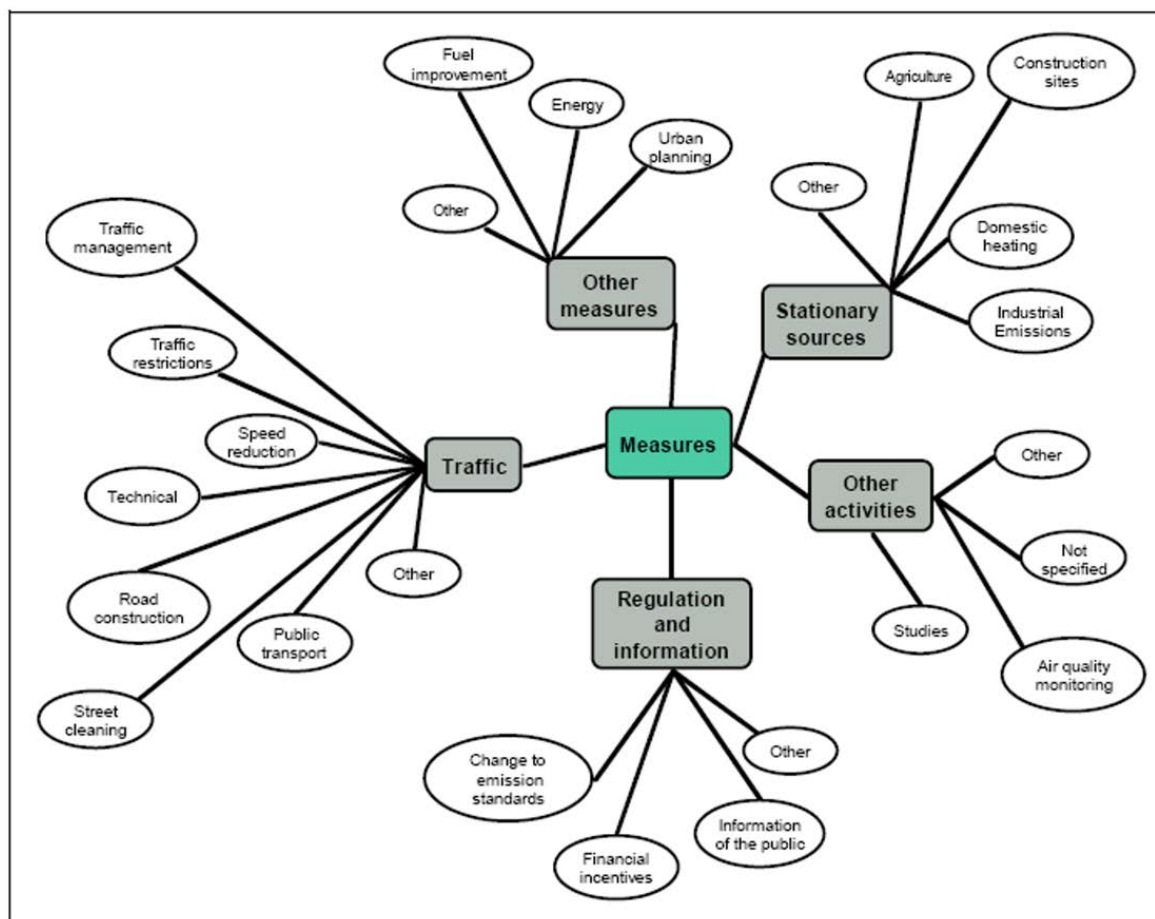 Fuel
improvement
Energy
Urban
planning
Other
Other
measures
Agriculture
Construction
sites
Other
Domestic
heating
Industrial
Emissions
Stationary
sources
Measures
Traffic
management
Traffic
restrictions
Speed
reduction
Technical
Road
construction
Street
cleaning
Public
transport
Other
Traffic
Other
activities
Other
Not
specified
Air quality
monitoring
Studies
Regulation
and
information
Change to
emission
standards
Financial
incentives
Information
of the public
Other